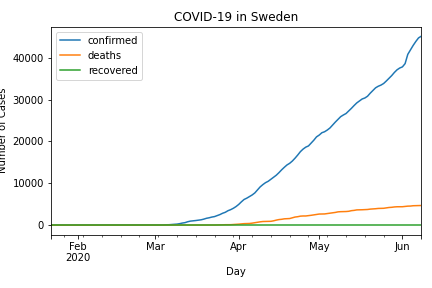 COVID-19 in Sweden
confirmed
deaths
recovered
Number of Cases
40000
30000
20000
10000
0
Feb Mar Apr May Jun
2020
Day